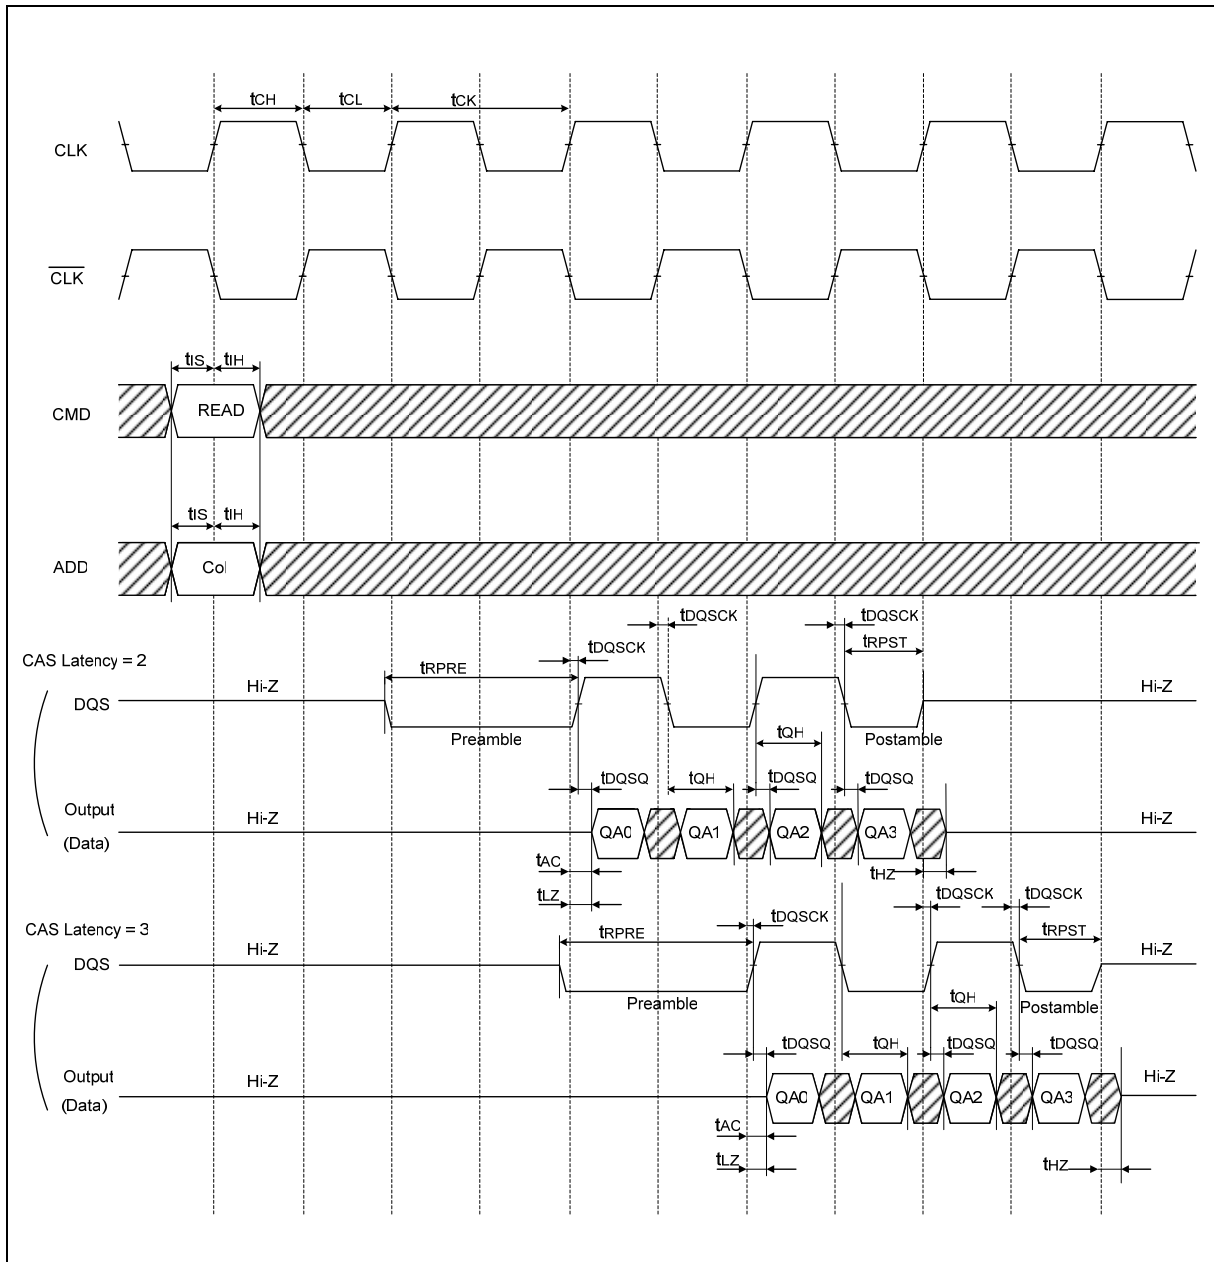 tCH tCL tCK
CLK
CLK
tIS tIH
CMD READ
tIS tIH
ADD Col
tDQSCK tDQSCK
tDQSCK tRPST
CAS Latency = 2
tRPRE
Hi-Z Hi-Z
DQS
Preamble tQH Postamble
tDQSQ tQH tDQSQ tDQSQ
Output
Hi-Z Hi-Z
(Data)
QA0 QA1 QA2 QA3
tAC
tHZ
tLZ
tDQSCK tDQSCK
tDQSCK
CAS Latency = 3
tRPRE tRPST
Hi-Z Hi-Z
DQS
Preamble tQH Postamble
tDQSQ tQH tDQSQ tDQSQ
Output
Hi-Z Hi-Z
(Data)
QA0 QA1 QA2 QA3
tAC
tLZ tHZ